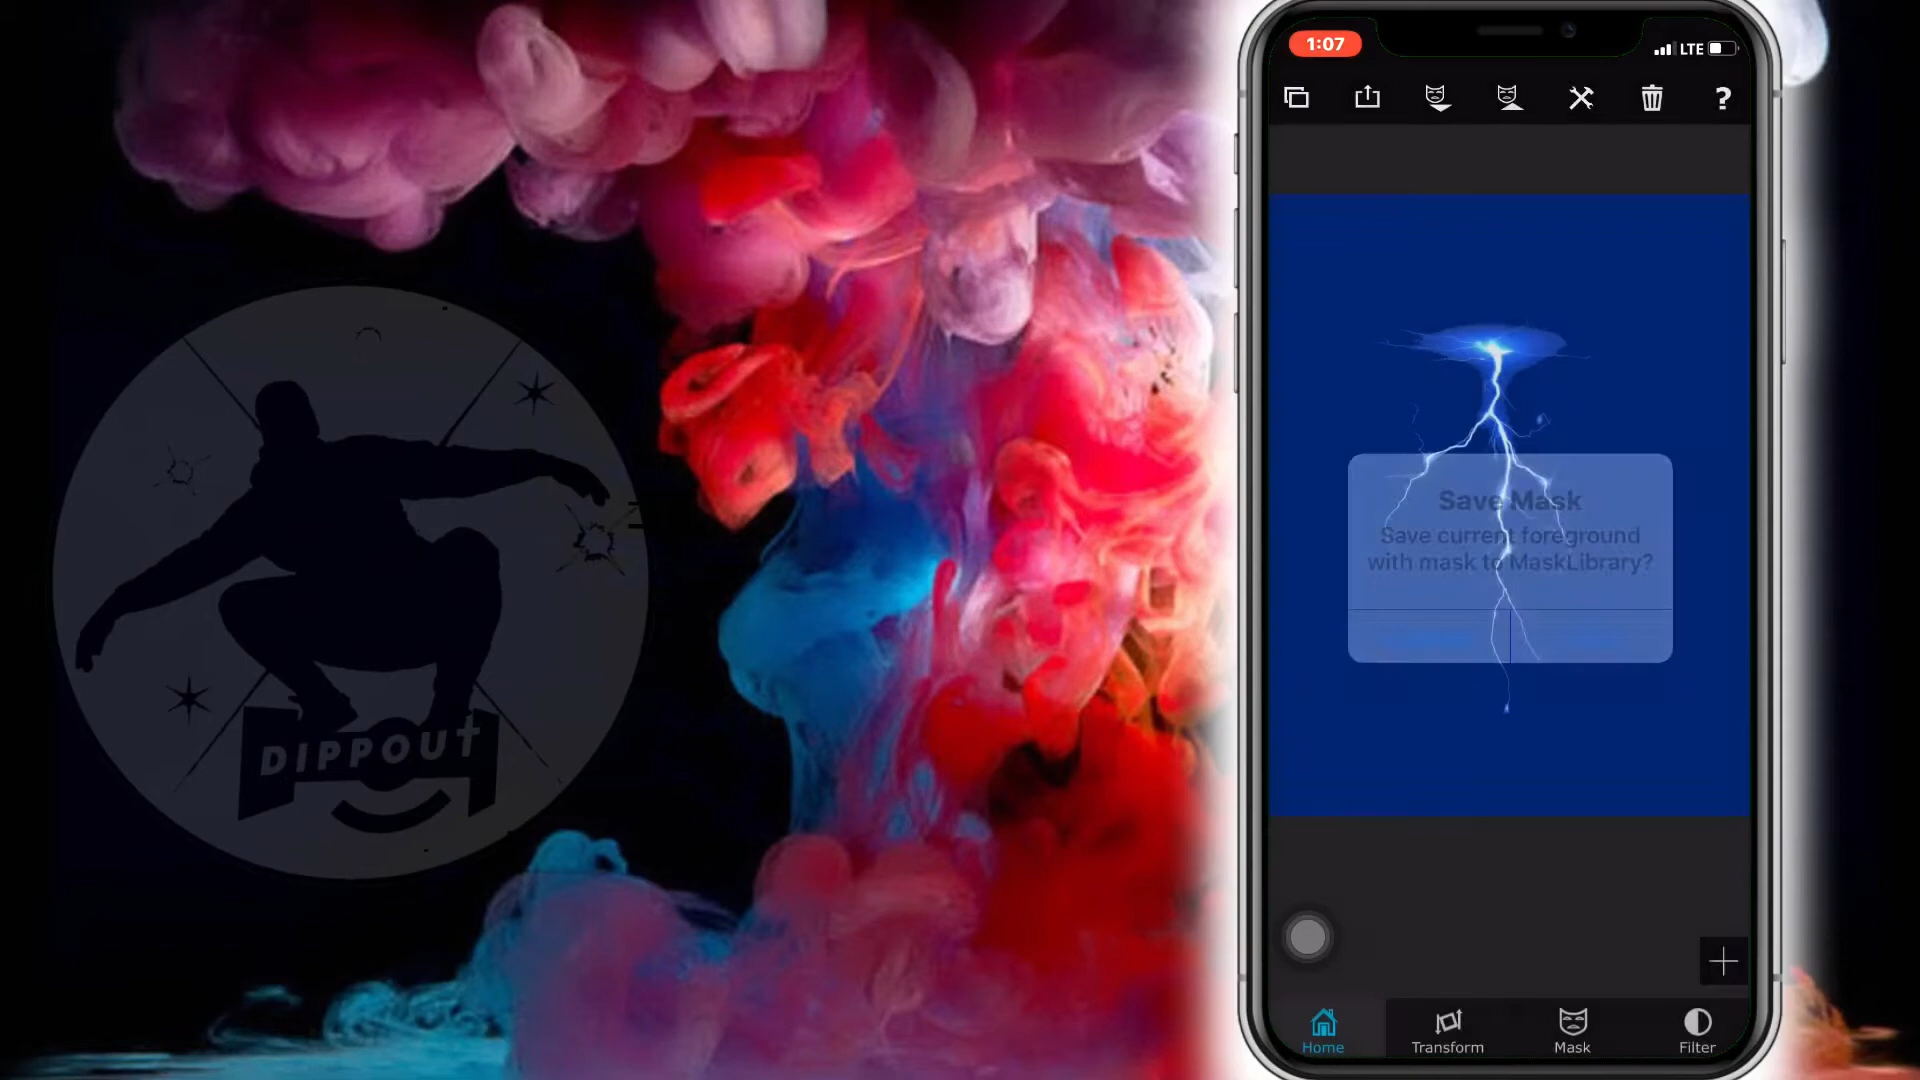 1:07
LTE
?
Save Mask
Save current foreground
with mask to MaskLibrary?
Home
Transform
Mask
Filter
DIPPOUT